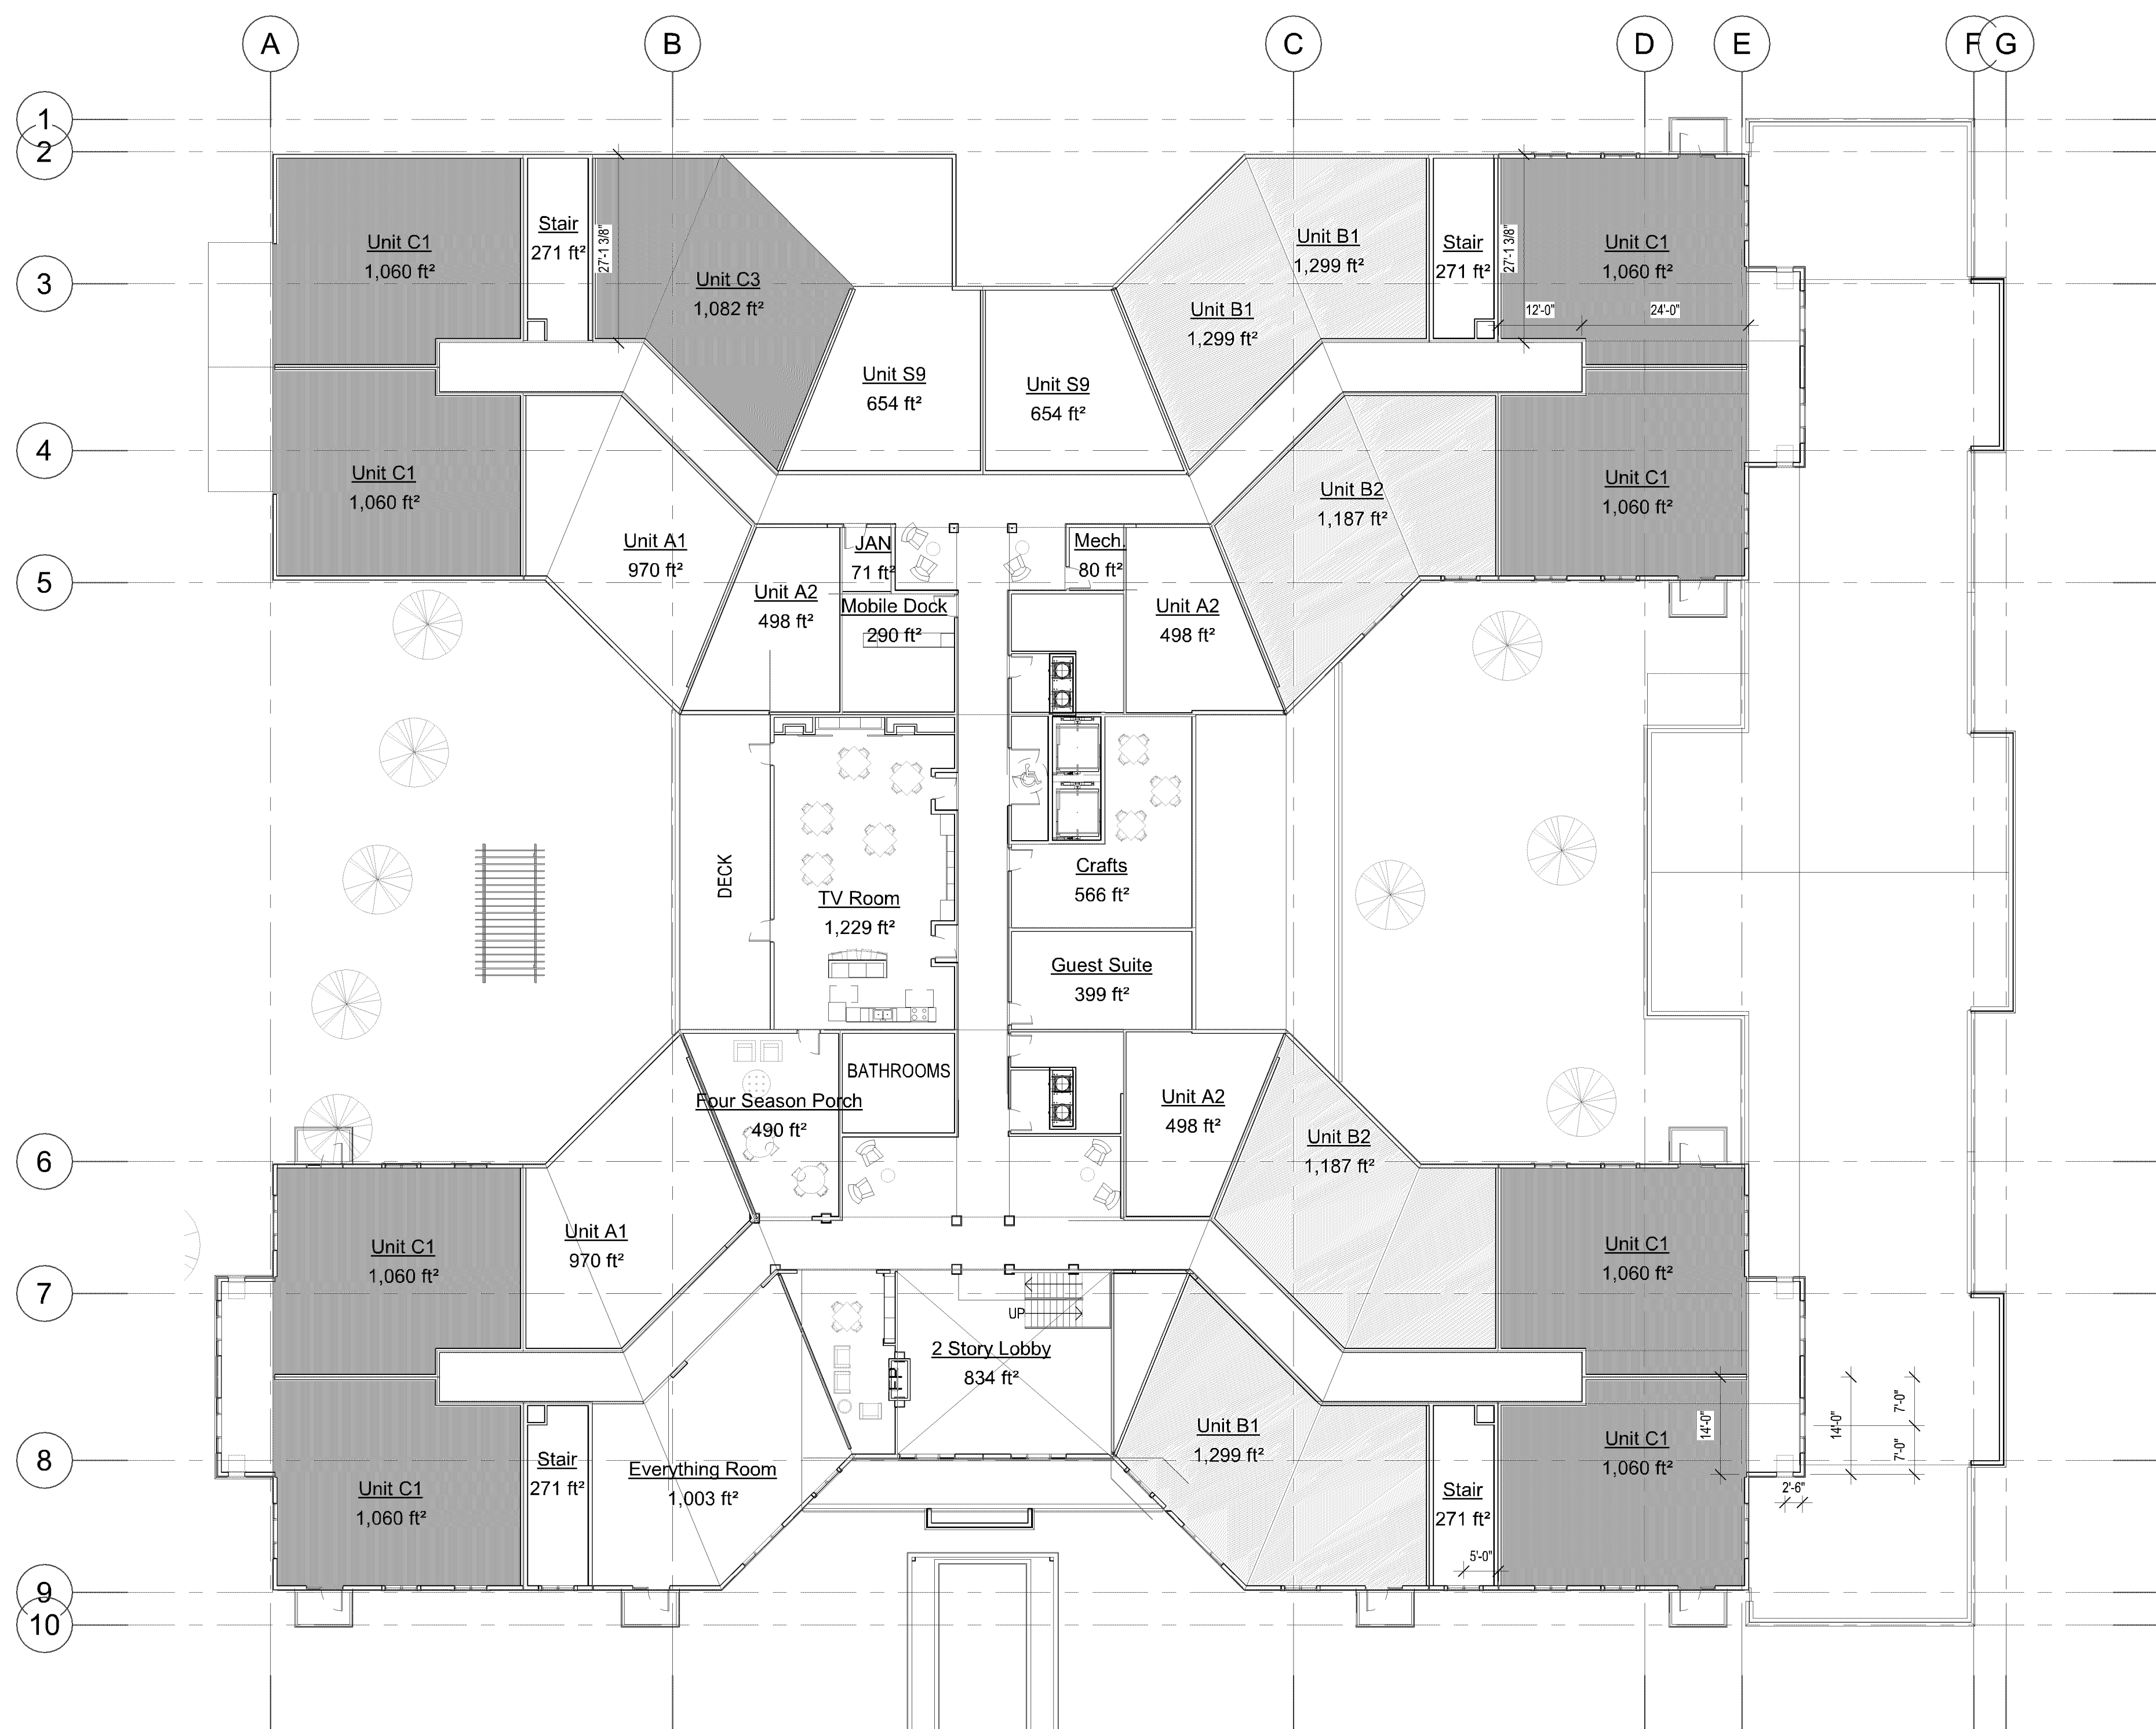 A
B
C
D
E
F
G
1
2
3
4
5
6
7
8
9
10
Unit C1
1,060 ft²
Stair
271 ft²
27'-1 3/8"
Unit C3
1,082 ft²
Unit B1
1,299 ft²
Unit B1
1,299 ft²
Stair
271 ft²
27'-1 3/8"
Unit C1
1,060 ft²
12'-0"
24'-0"
Unit S9
654 ft²
Unit S9
654 ft²
Unit C1
1,060 ft²
Unit A1
970 ft²
Unit B2
1,187 ft²
Unit C1
1,060 ft²
JAN
71 ft²
Mech.
80 ft²
Unit A2
498 ft²
Mobile Dock
290 ft²
Unit A2
498 ft²
DECK
TV Room
1,229 ft²
Crafts
566 ft²
Guest Suite
399 ft²
BATHROOMS
Four Season Porch
490 ft²
Unit A2
498 ft²
Unit B2
1,187 ft²
Unit C1
1,060 ft²
Unit A1
970 ft²
Unit C1
1,060 ft²
UP
2 Story Lobby
834 ft²
Unit C1
1,060 ft²
Stair
271 ft²
Everything Room
1,003 ft²
Unit B1
1,299 ft²
Stair
271 ft²
5'-0"
Unit C1
1,060 ft²
14'-0"
14'-0"
7'-0"
7'-0"
2'-6"